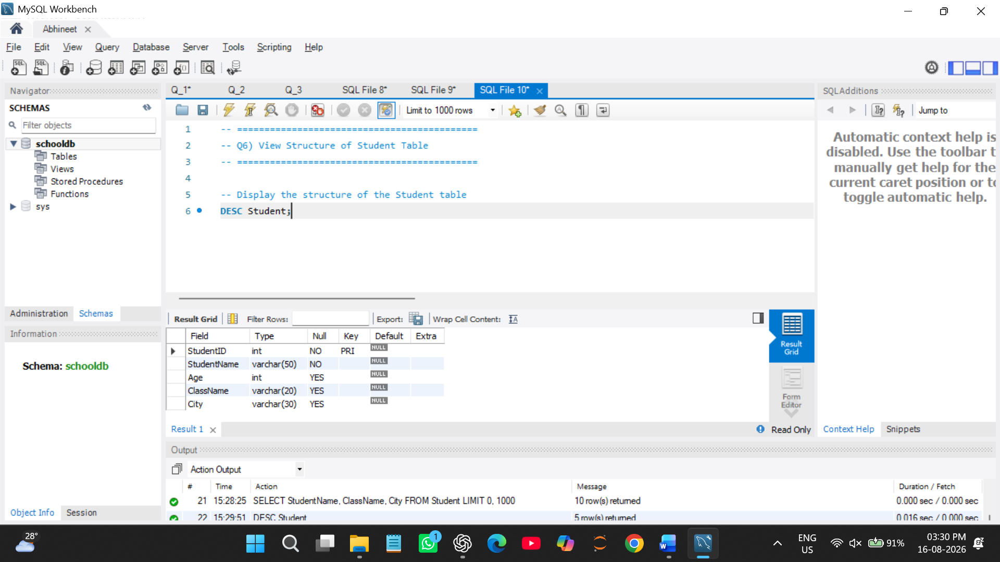 MySQL Workbench
Abhineet
File Edit View Query Database Server Tools Scripting Help
Navigator
SCHEMAS
Filter objects
schooldb
Tables
Views
Stored Procedures
Functions
sys
Administration Schemas
Information
Schema: schooldb
Object Info Session
Q_1* Q_2 Q_3 SQL File 8* SQL File 9* SQL File 10*
Limit to 1000 rows
1 -- ============================================
2 -- Q6) View Structure of Student Table
3 -- ============================================
4
5 -- Display the structure of the Student table
6 DESC Student;
Result Grid Filter Rows: Export: Wrap Cell Content:
Field Type Null Key Default Extra
StudentID int NO PRI NULL
StudentName varchar(50) NO NULL
Age int YES NULL
ClassName varchar(20) YES NULL
City varchar(30) YES NULL
Result
Grid
Form
Editor
Result 1
Read Only
SQLAdditions
Jump to
Automatic context help is
disabled. Use the toolbar t
manually get help for the
current caret position or to
toggle automatic help.
Context Help Snippets
Output
Action Output
# Time Action Message Duration / Fetch
21 15:28:25 SELECT StudentName, ClassName, City FROM Student LIMIT 0, 1000 10 row(s) returned 0.000 sec / 0.000 sec
22 15:29:51 DESC Student 5 row(s) returned 0.016 sec / 0.000 sec
28°
1
ENG
US
91%
03:30 PM
16-08-2026